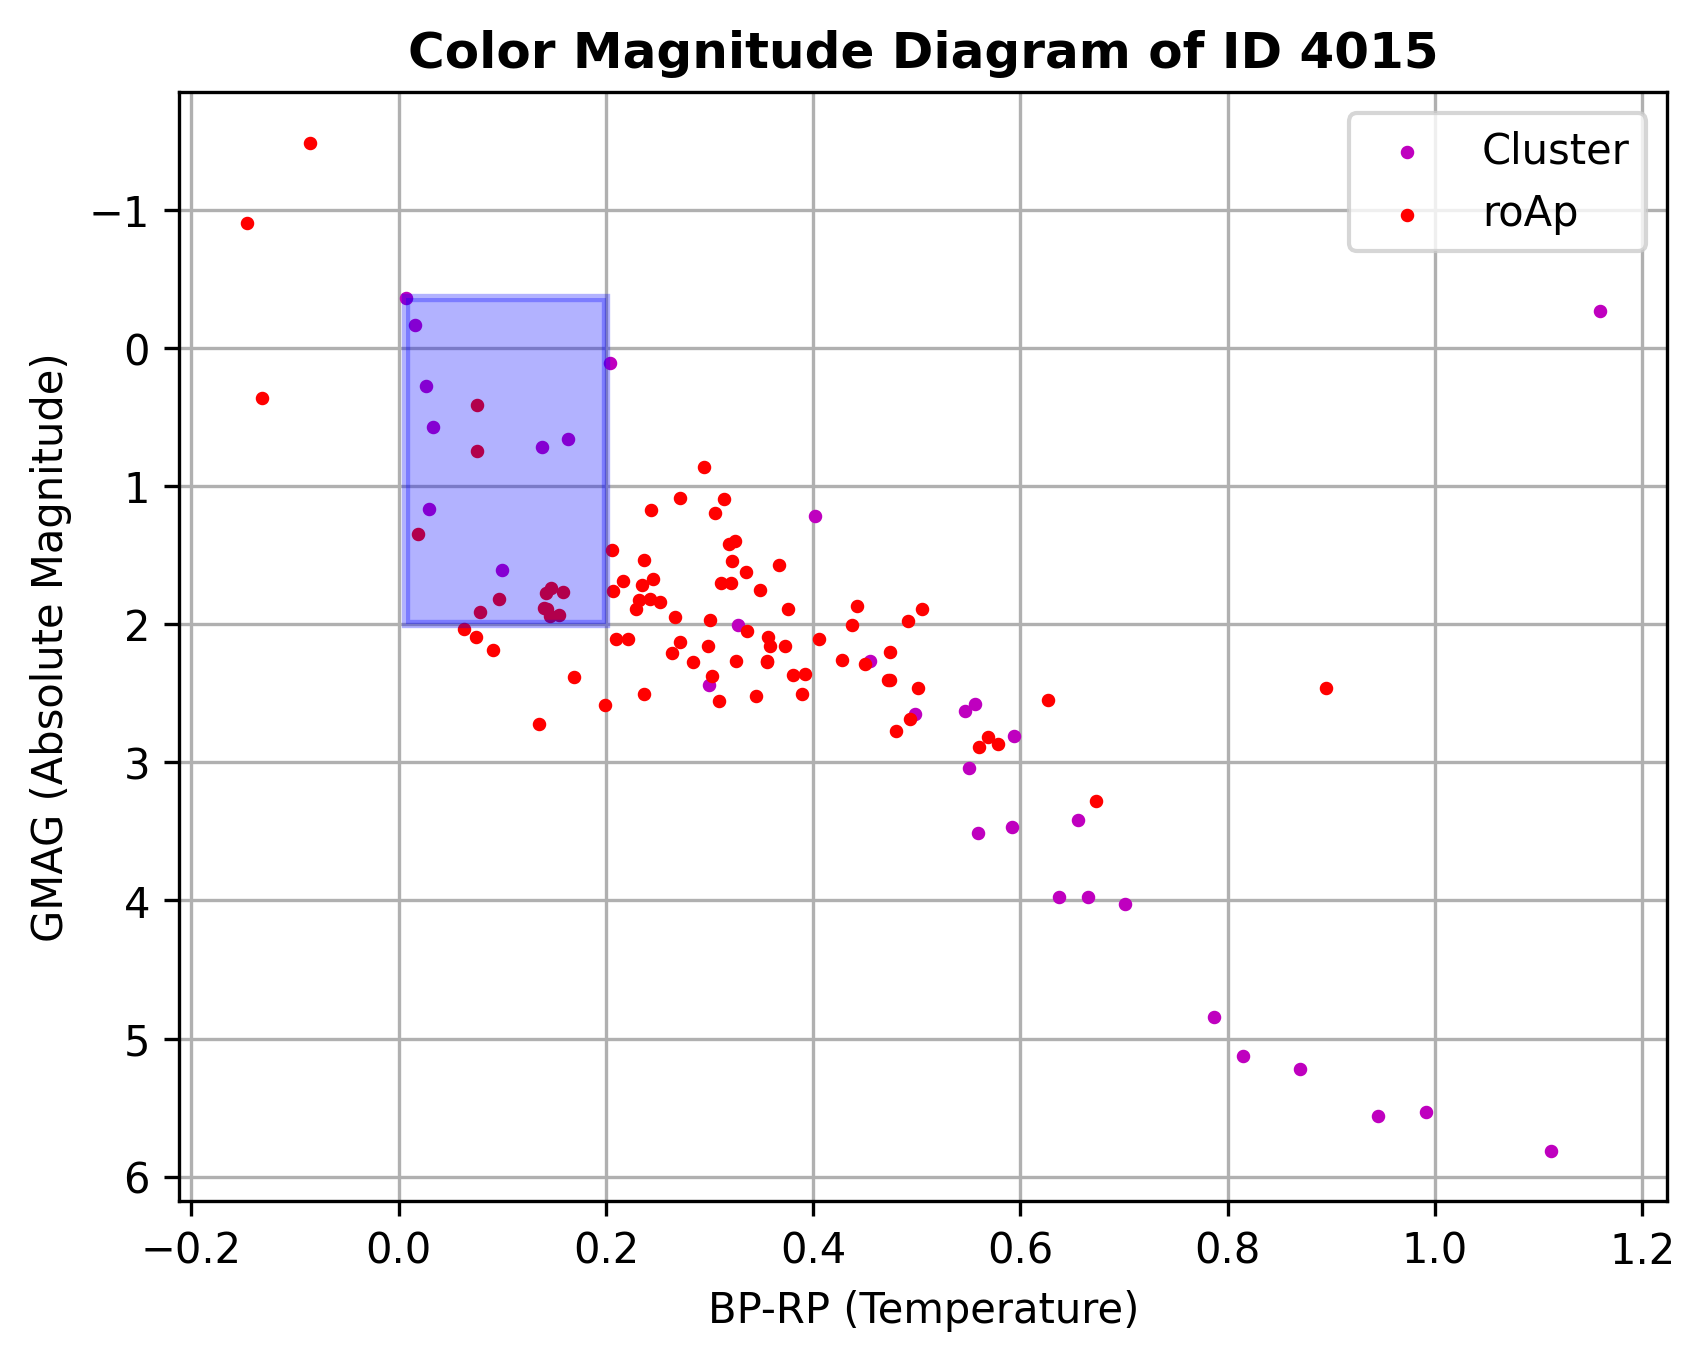 Color Magnitude Diagram of ID 4015
Cluster
roAp
GMAG (Absolute Magnitude)
−1
0
1
2
3
4
5
6
−0.2 0.0 0.2 0.4 0.6 0.8 1.0 1.2
BP-RP (Temperature)